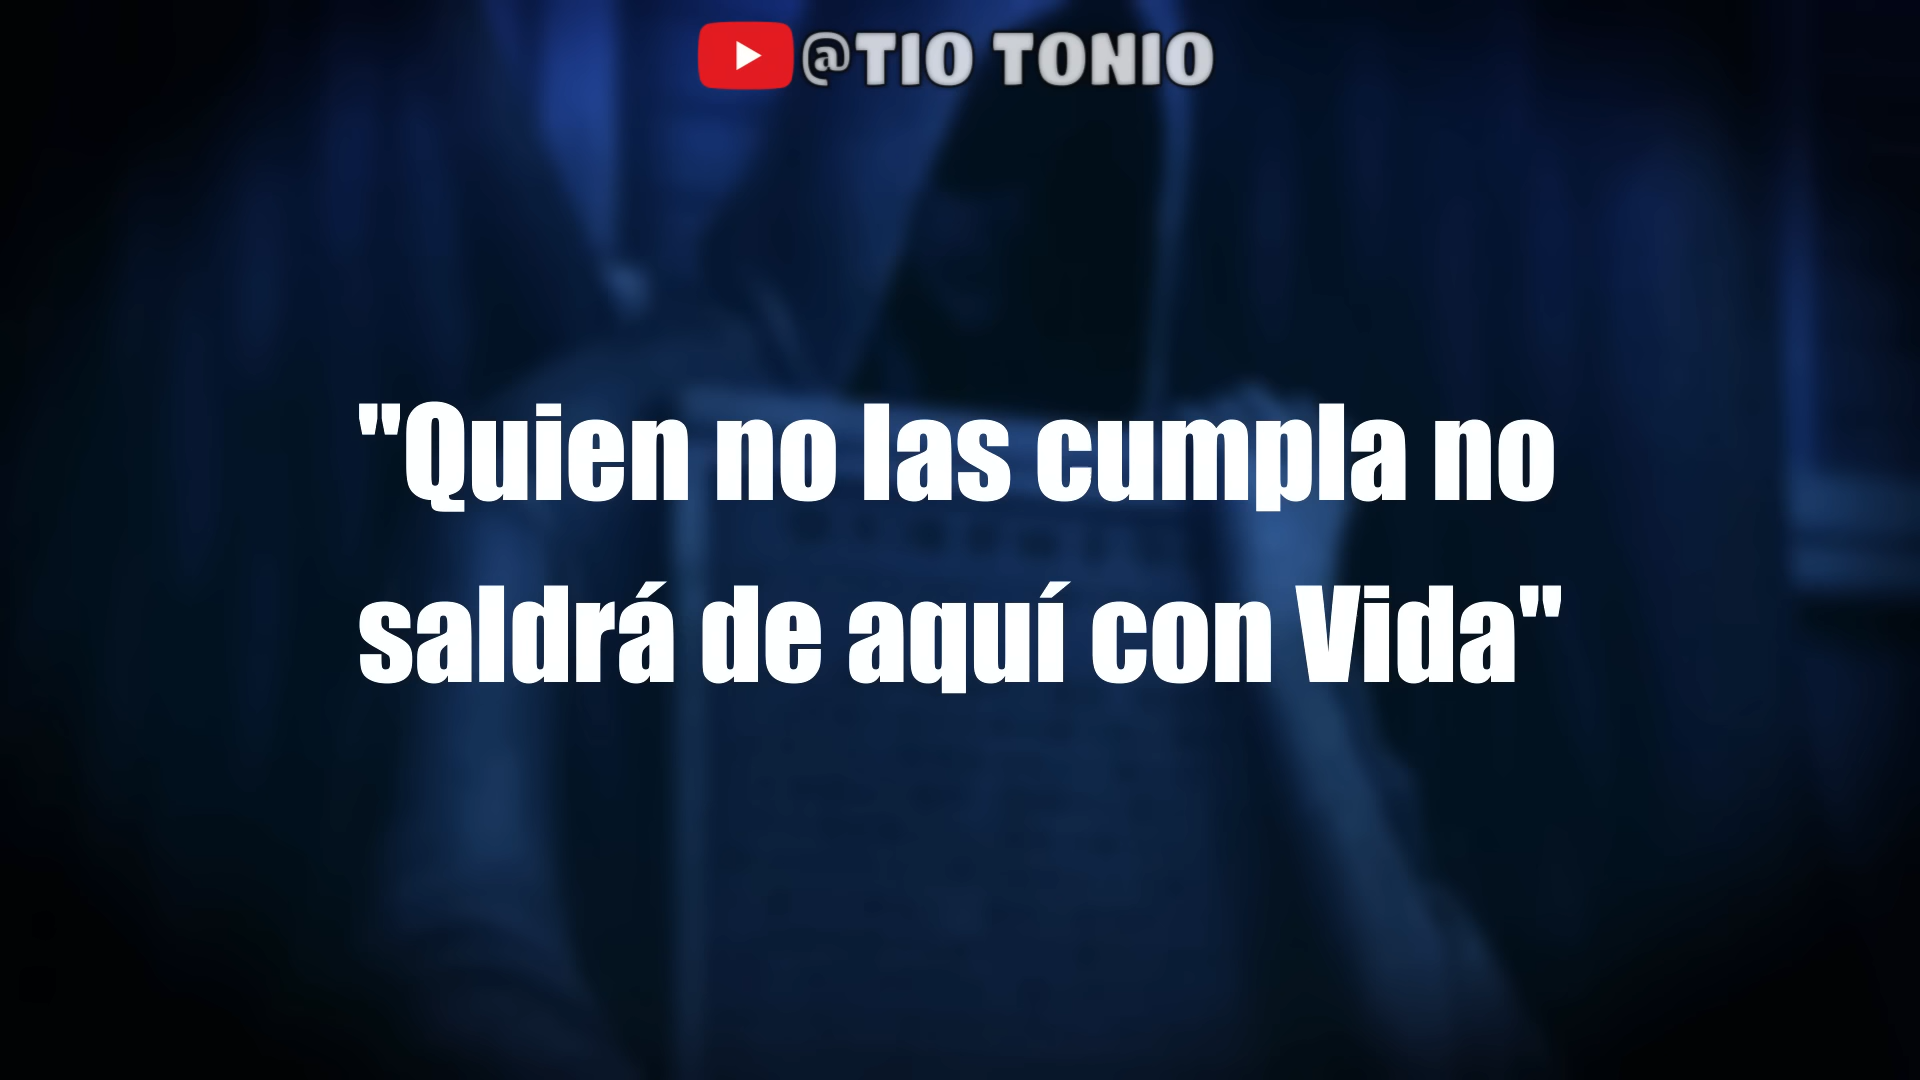 @TIO TONIO
"Quien no las cumpla no
saldrá de aquí con Vida"